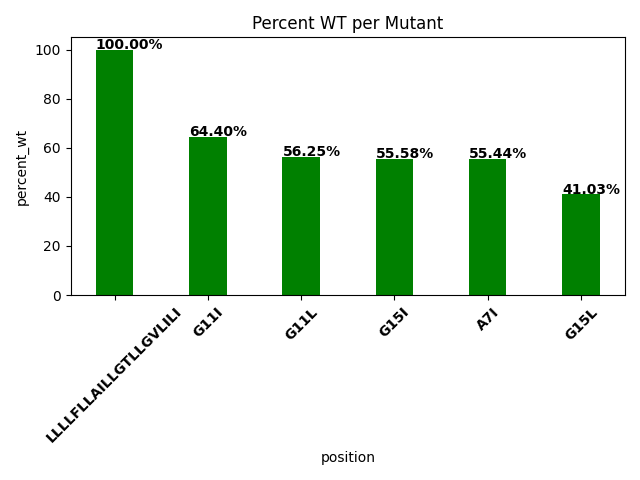 Percent WT per Mutant
percent_wt
100
80
60
40
20
0
100.00%
64.40%
56.25%
55.58%
55.44%
41.03%
LLLLFLLAILLGTLLGVLILI
G11I
G11L
G15I
A7I
G15L
position